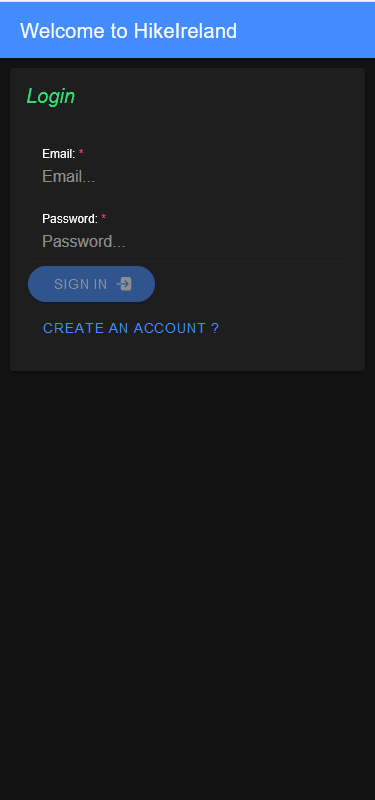 Welcome to HikeIreland
Login
Email: *
Email...
Password: *
Password...
SIGN IN
CREATE AN ACCOUNT ?